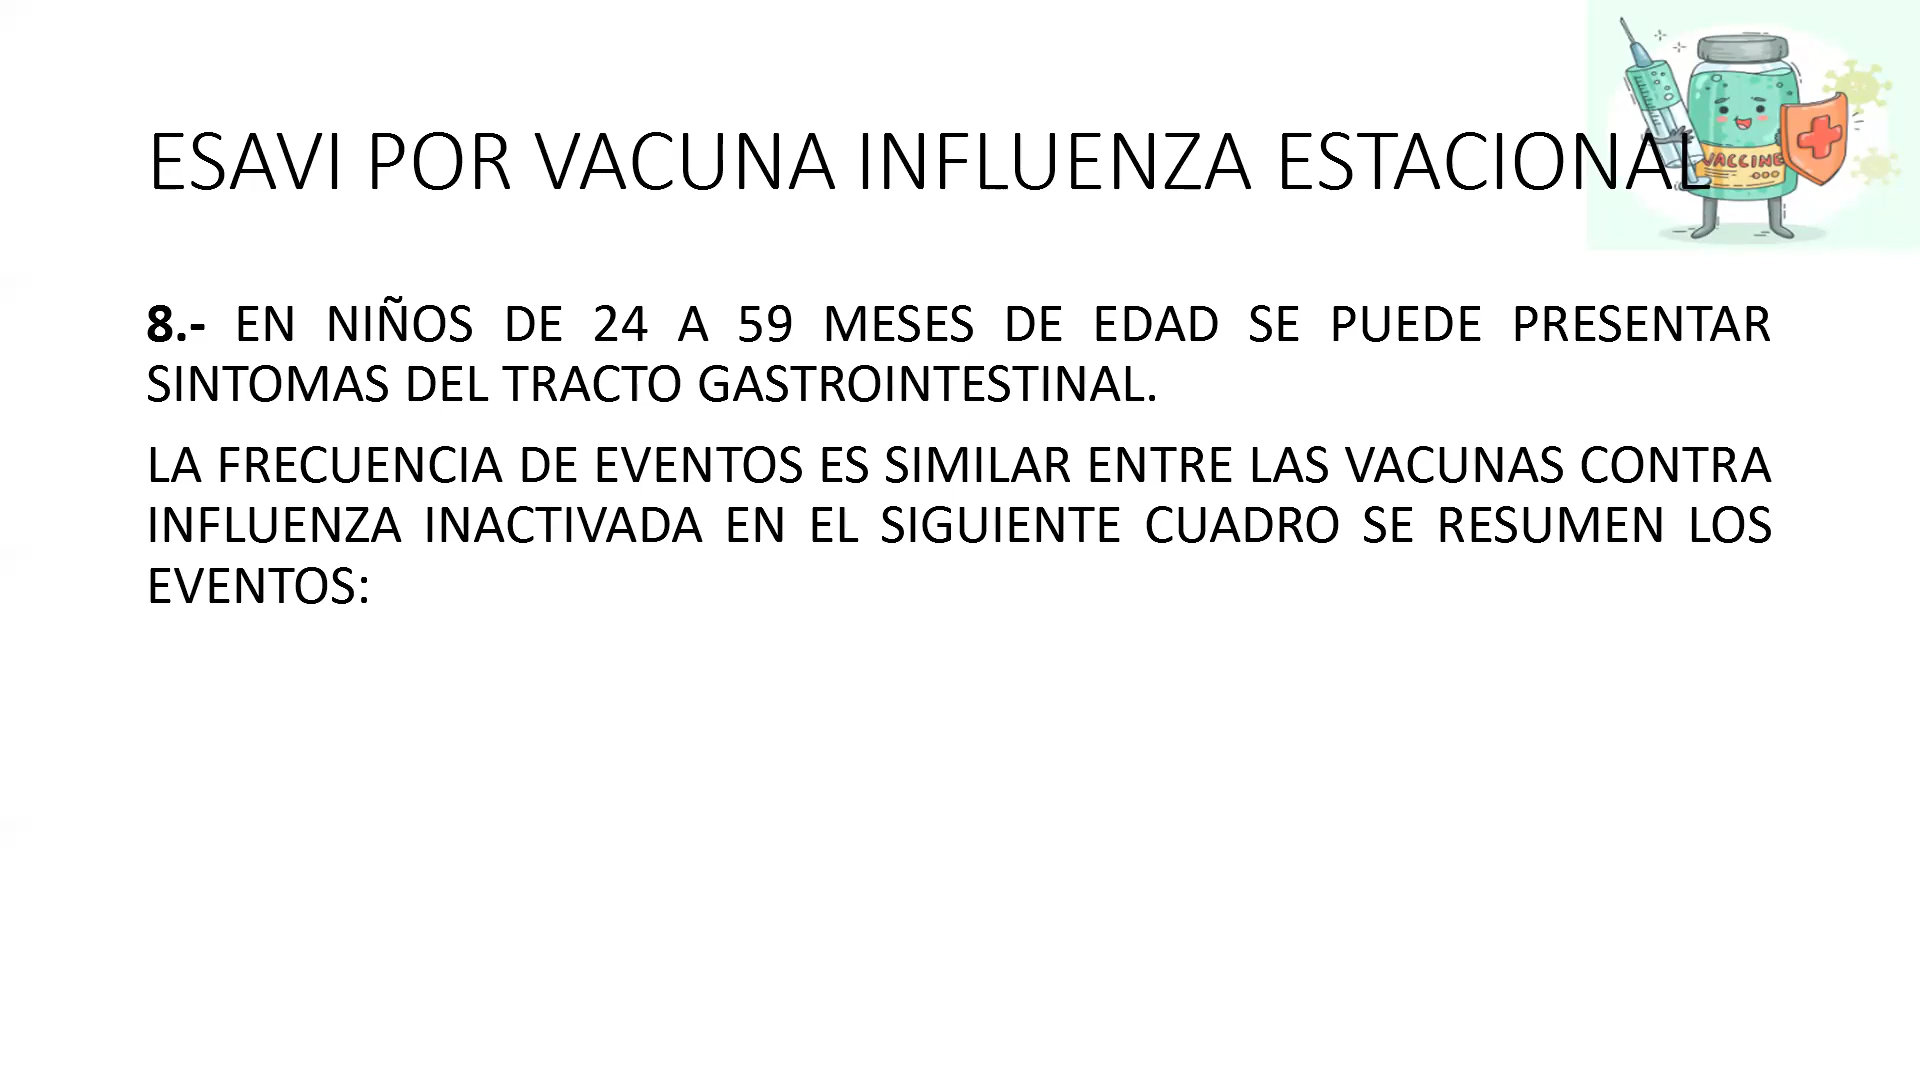 ESAVI POR VACUNA INFLUENZA ESTACIONAL
VACCINE
8.- EN NIÑOS DE 24 A 59 MESES DE EDAD SE PUEDE PRESENTAR
SINTOMAS DEL TRACTO GASTROINTESTINAL.
LA FRECUENCIA DE EVENTOS ES SIMILAR ENTRE LAS VACUNAS CONTRA
INFLUENZA INACTIVADA EN EL SIGUIENTE CUADRO SE RESUMEN LOS
EVENTOS: